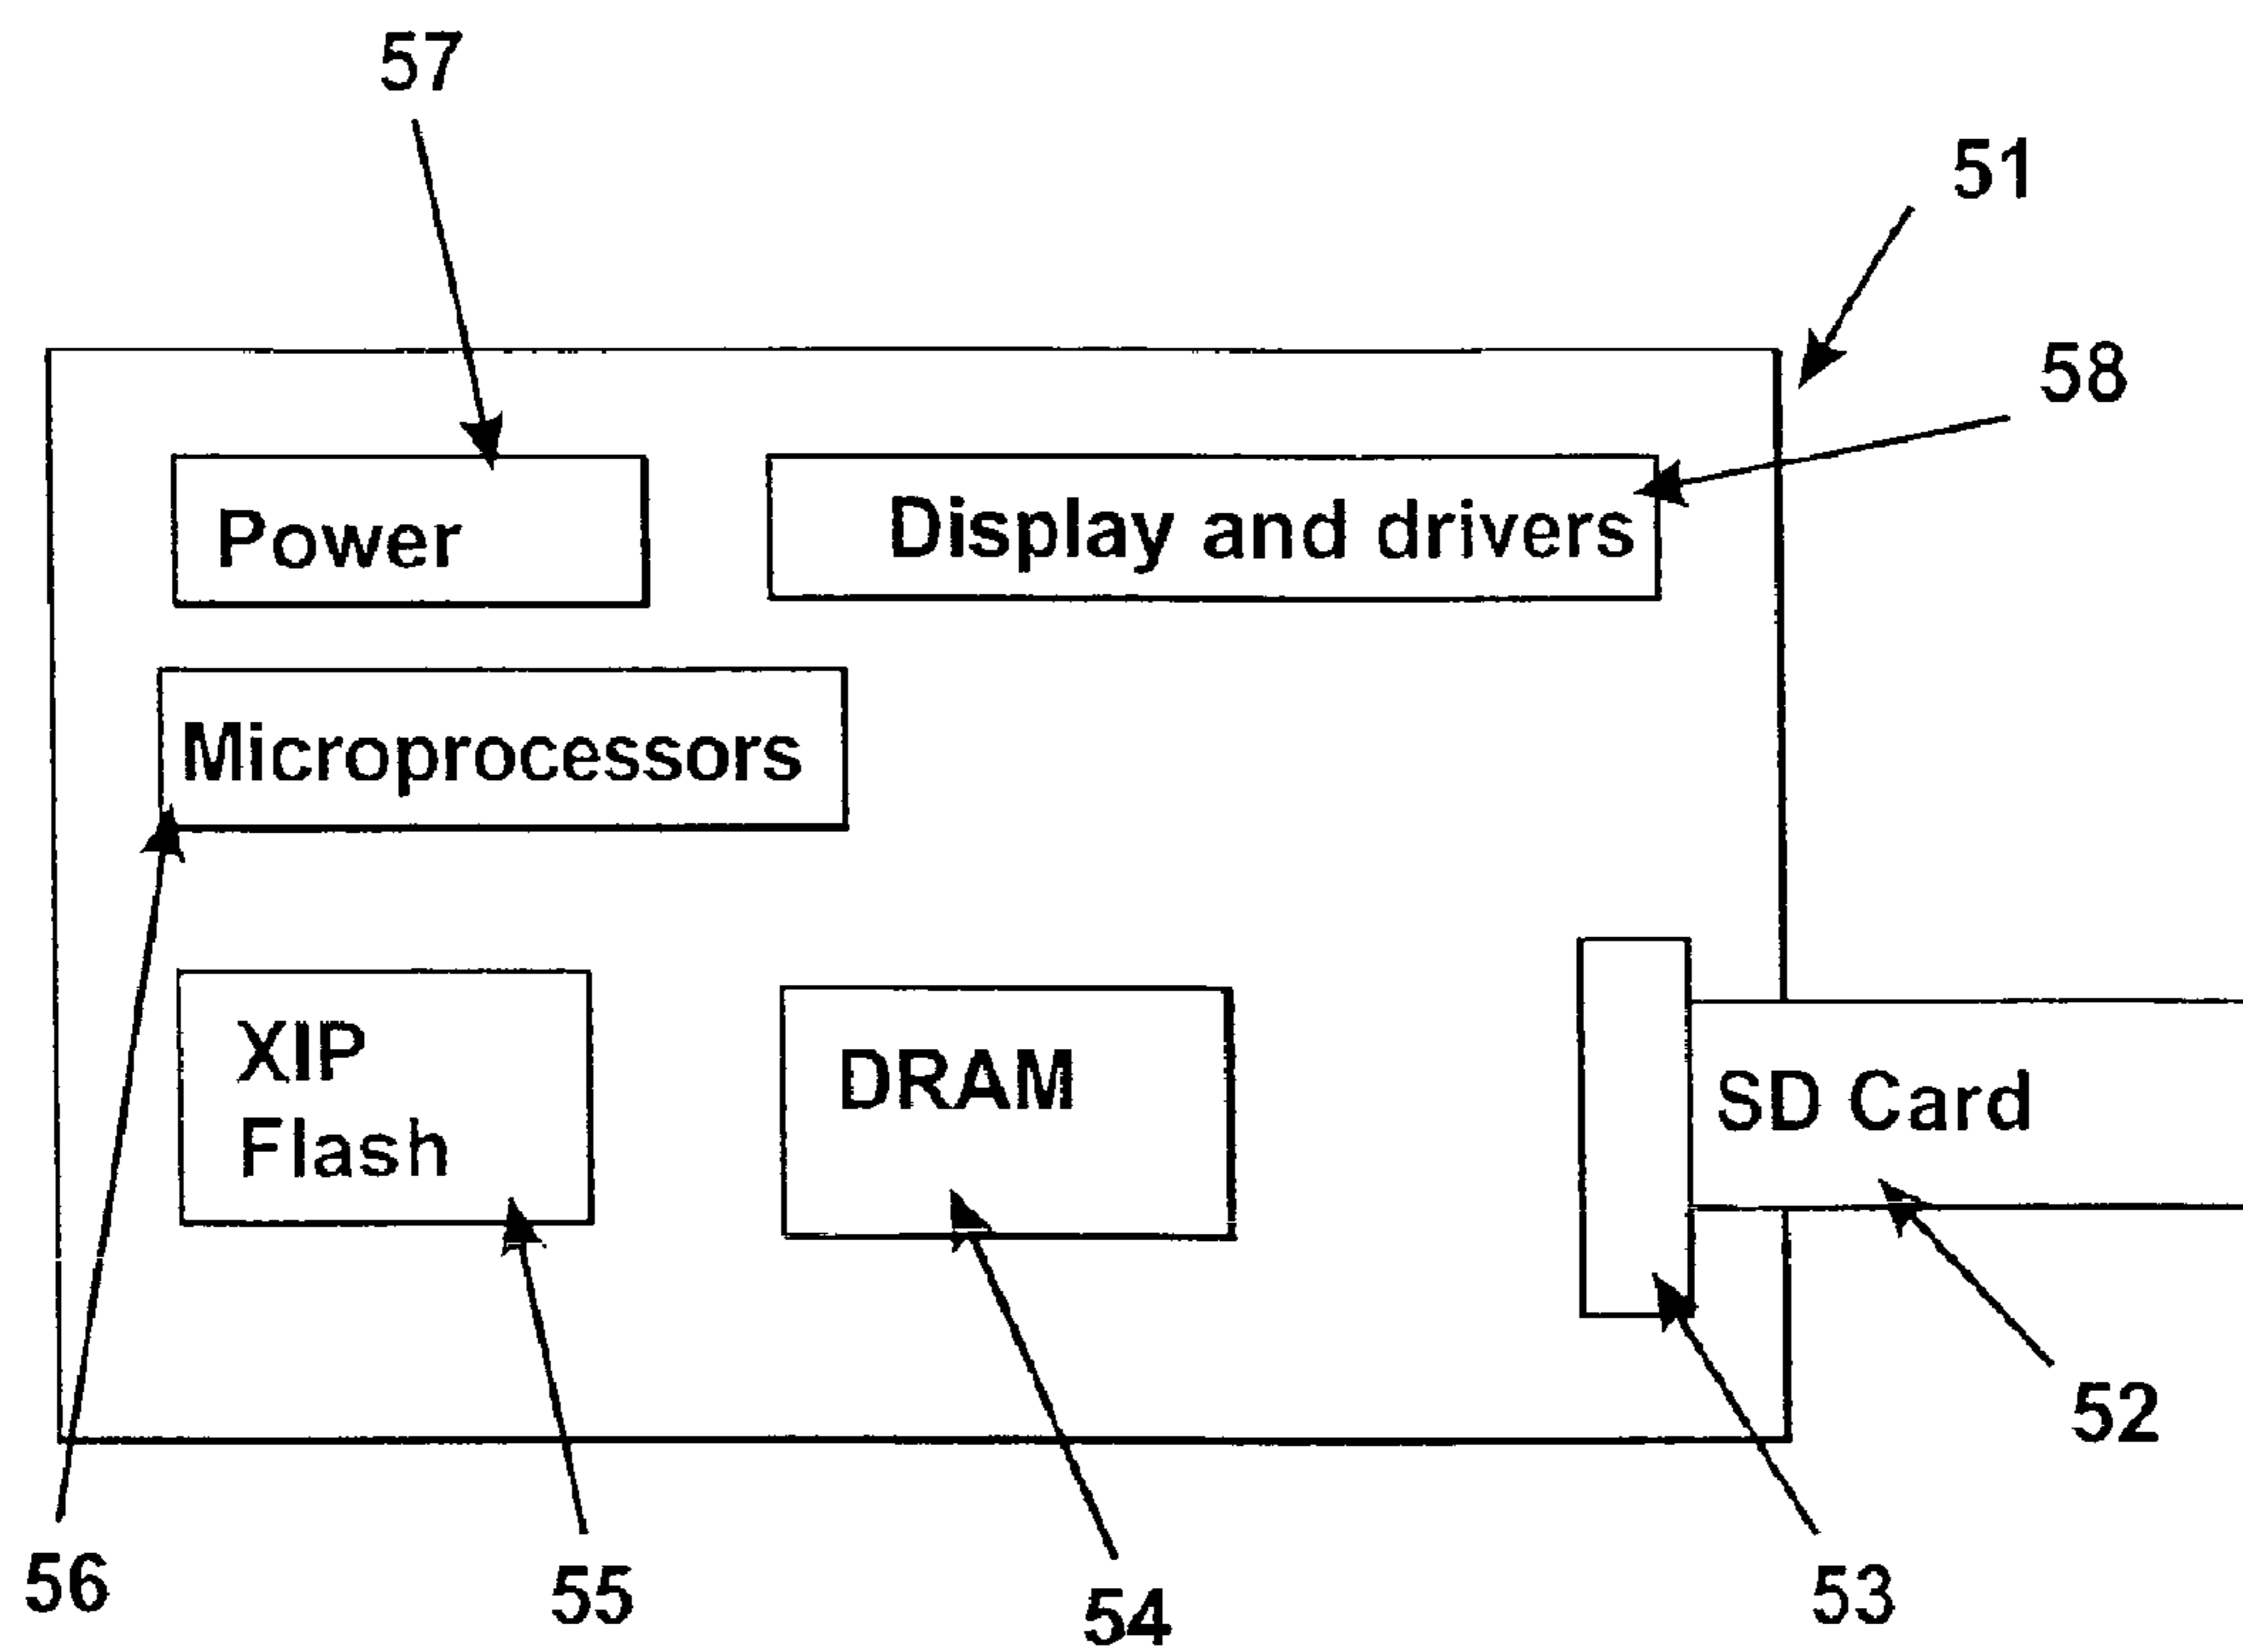 57
51
58
Power
Display and drivers
Microprocessors
XIP
Flash
DRAM
SD Card
52
56
55
54
53